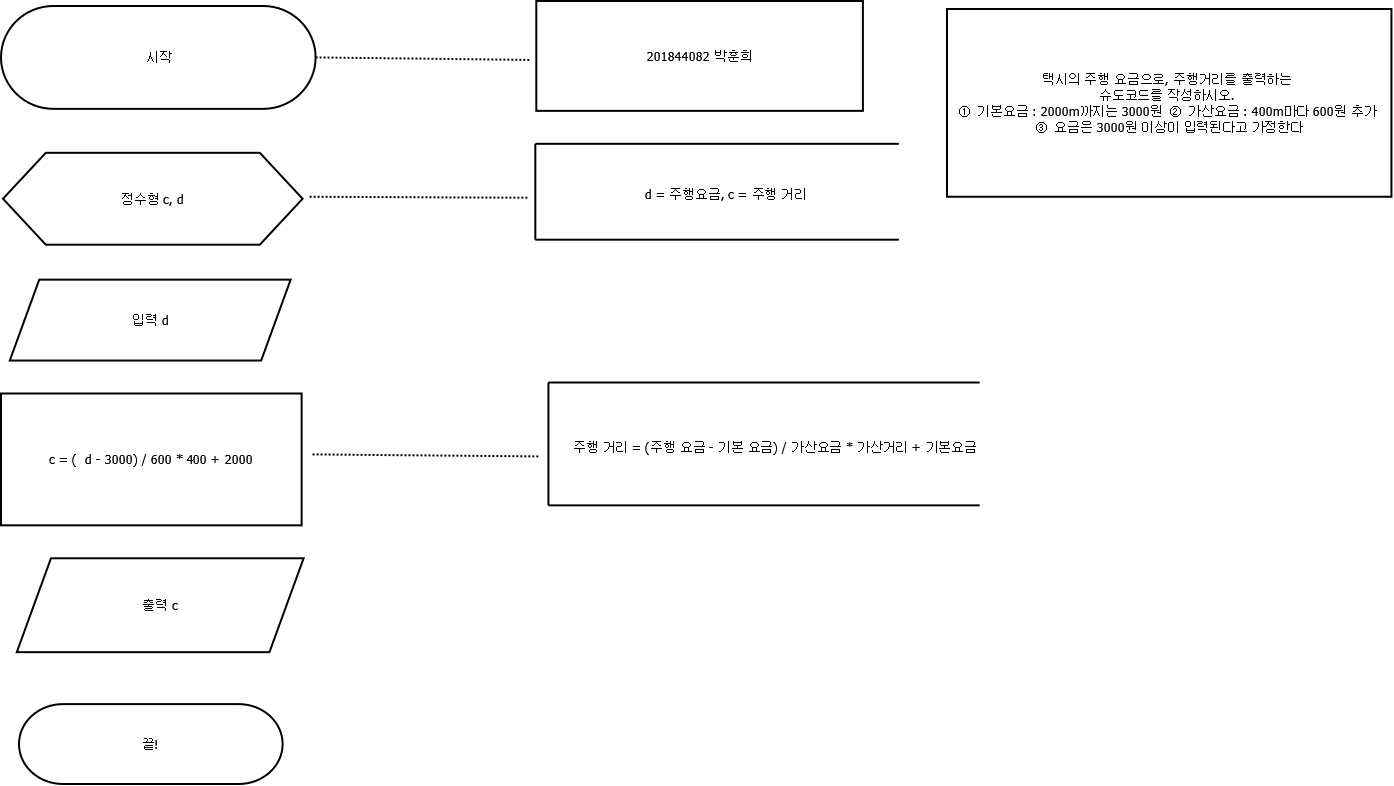 시작
201844082 박훈희
택시의 주행 요금으로, 주행거리를 출력하는
슈도코드를 작성하시오.
① 기본요금 : 2000m까지는 3000원 ② 가산요금 : 400m마다 600원 추가
③ 요금은 3000원 이상이 입력된다고 가정한다
정수형 c, d
d = 주행요금, c = 주행 거리
입력 d
c = ( d - 3000) / 600 * 400 + 2000
주행 거리 = (주행 요금 - 기본 요금) / 가산요금 * 가산거리 + 기본요금
출력 c
끝!